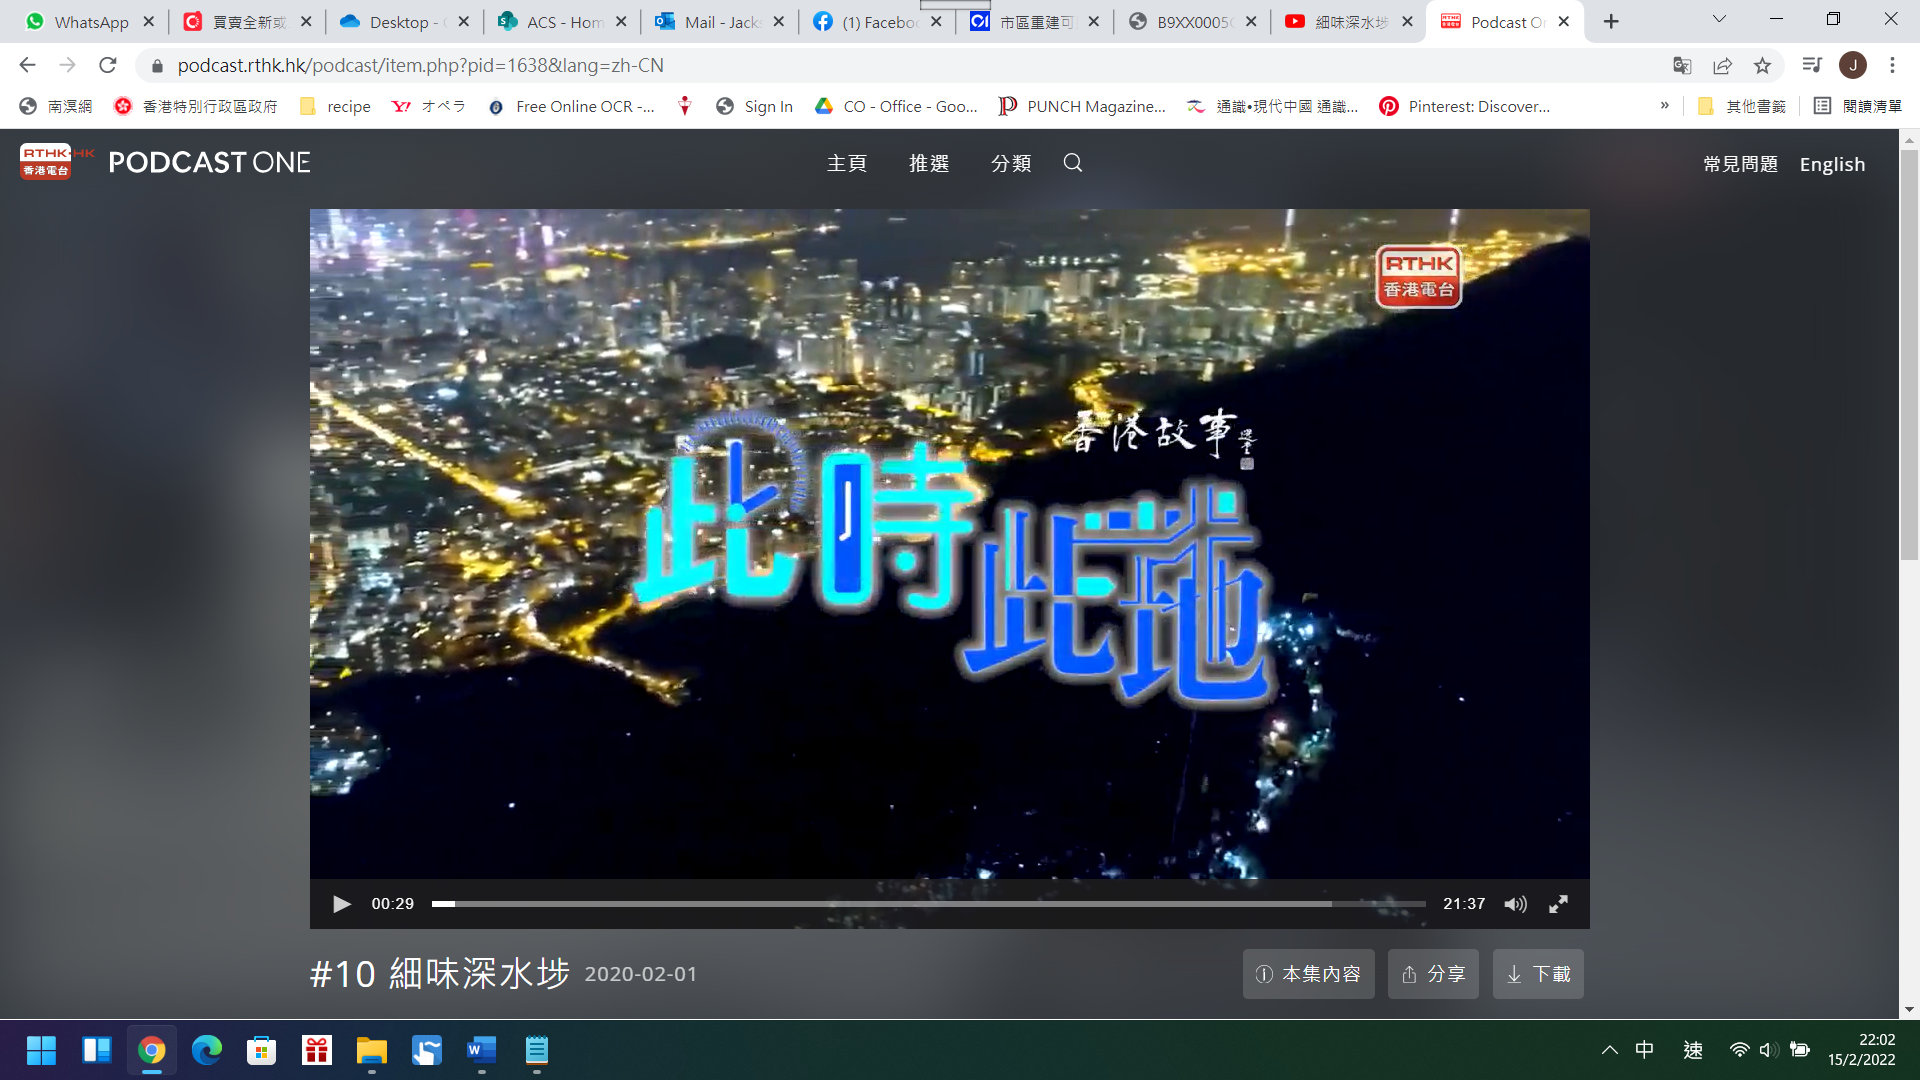 WhatsApp
買賣全新或
Desktop -
ACS - Hom
Mail - Jacks
(1) Faceboo
市區重建可
B9XX0005
細味深水埗
Podcast O
podcast.rthk.hk/podcast/item.php?pid=1638&lang=zh-CN
J
南溟網
香港特別行政區政府
recipe
オペラ
Free Online OCR -...
Sign In
CO - Office - Goo...
PUNCH Magazine...
通識•現代中國 通識...
Pinterest: Discover...
»
其他書籤
閱讀清單
RTHK.HK
香港電台
PODCAST ONE
主頁
推選
分類
常見問題
English
RTHK
香港電台
香港故事
此時
此地
00:29
21:37
#10 細味深水埗 2020-02-01
本集內容
分享
下載
中
速
22:02
15/2/2022